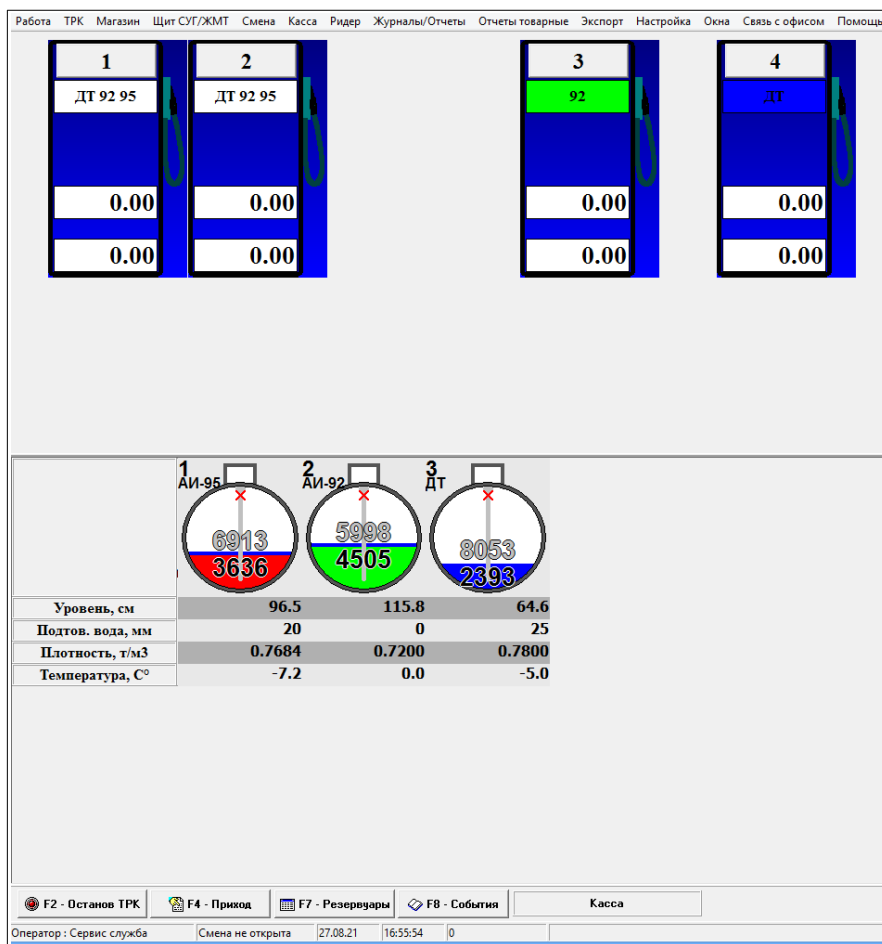 Работа ТРК Магазин Щит СУГ/ЖМТ Смена Касса Ридер Журналы/Отчеты Отчеты товарные Экспорт Настройка Окна Связь с офисом Помощь
1 2 3 4
ДТ 92 95 ДТ 92 95 92 ДТ
0.00 0.00 0.00 0.00
0.00 0.00 0.00 0.00
1 2 3
АИ-95 АИ-92 ДТ
6913 5998 8053
3636 4505 2393
Уровень, см 96.5 115.8 64.6
Подтов. вода, мм 20 0 25
Плотность, т/м3 0.7684 0.7200 0.7800
Температура, С° -7.2 0.0 -5.0
F2 - Останов ТРК F4 - Приход F7 - Резервуары F8 - События Касса
Оператор : Сервис служба Смена не открыта 27.08.21 16:55:54 0